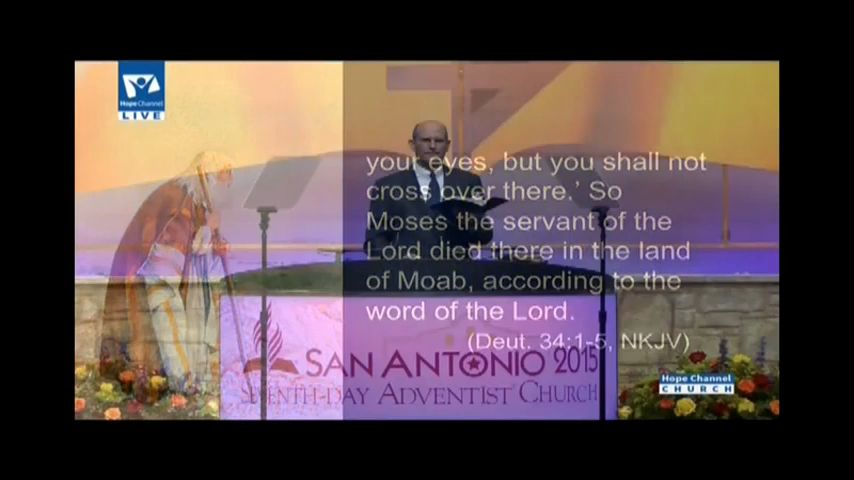 Hope Channel
LIVE
your eyes, but you shall not
cross over there.’ So
Moses the servant of the
Lord died there in the land
of Moab, according to the
word of the Lord.
(Deut. 34:1-5, NKJV)
SAN ANTONIO 2015
SEVENTH-DAY ADVENTIST CHURCH
Hope Channel
CHURCH